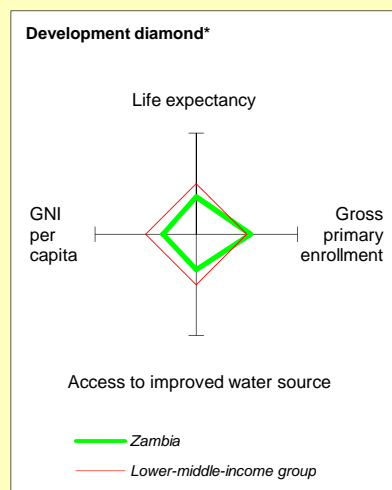 Development diamond*
Life expectancy
GNI
per
capita
Gross
primary
enrollment
Access to improved water source
Zambia
Lower-middle-income group